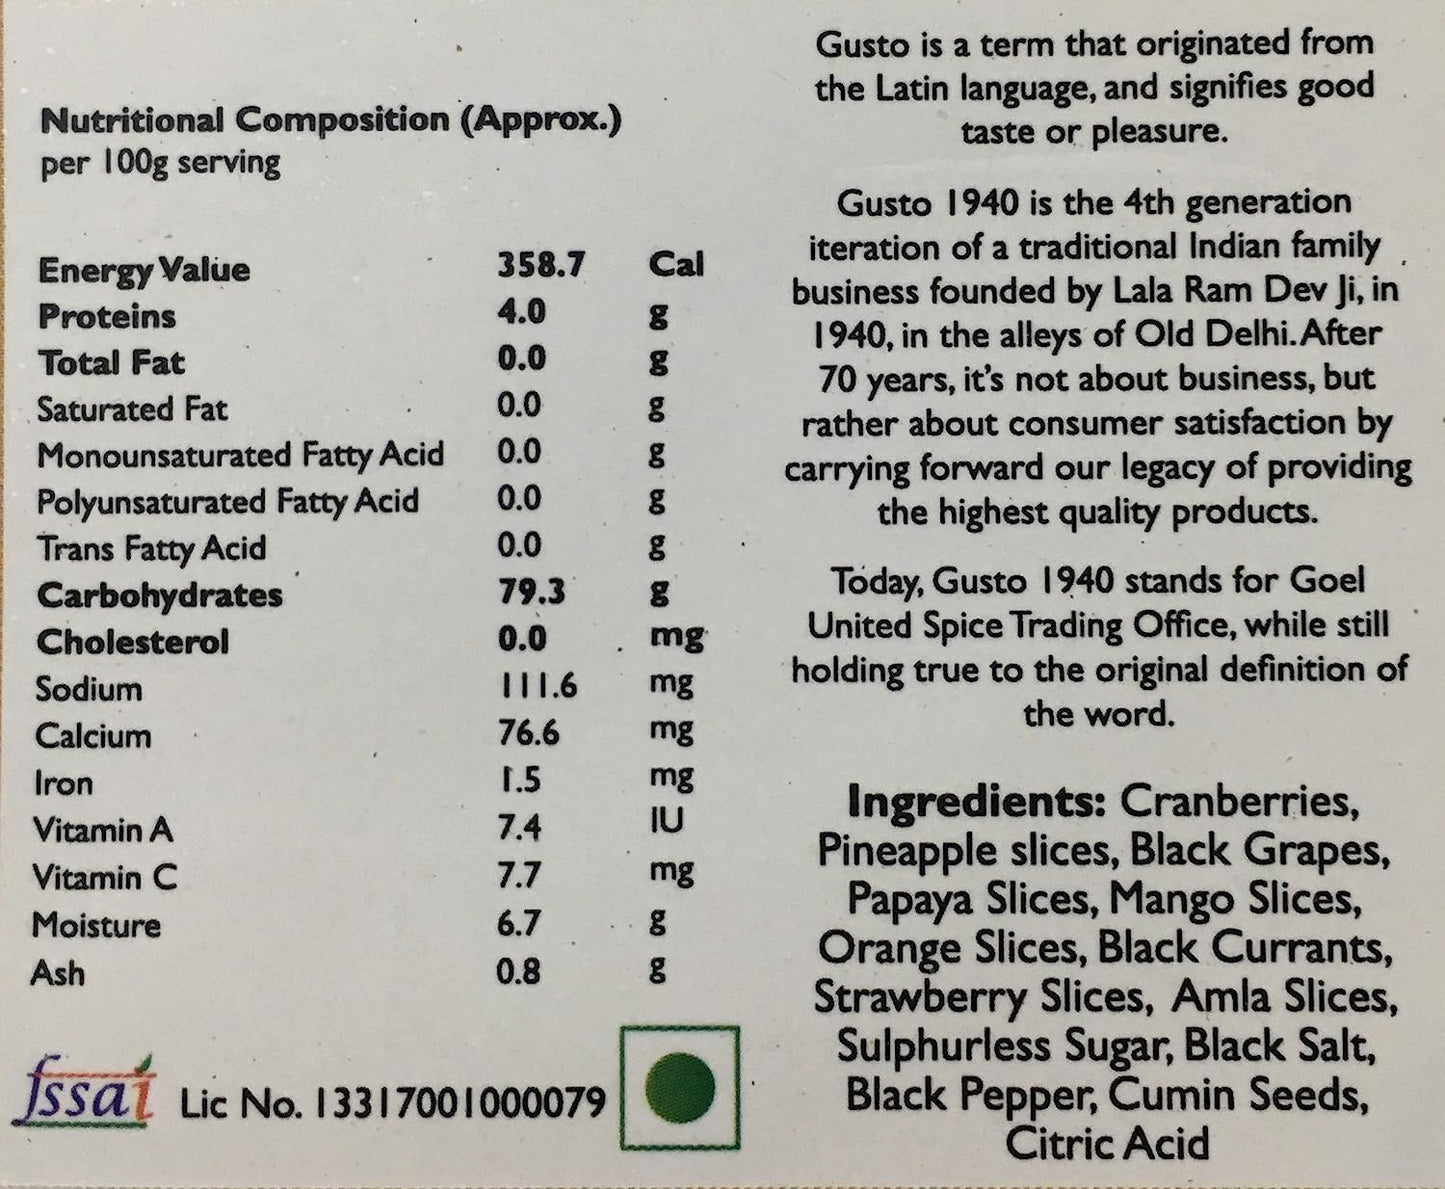 Nutritional Composition (Approx.)
per 100g serving
Energy Value 358.7 Cal
Proteins 4.0 g
Total Fat 0.0 g
Saturated Fat 0.0 g
Monounsaturated Fatty Acid 0.0 g
Polyunsaturated Fatty Acid 0.0 g
Trans Fatty Acid 0.0 g
Carbohydrates 79.3 g
Cholesterol 0.0 mg
Sodium 111.6 mg
Calcium 76.6 mg
Iron 1.5 mg
Vitamin A 7.4 IU
Vitamin C 7.7 mg
Moisture 6.7 g
Ash 0.8 g
fssai Lic No. 13317001000079
Gusto is a term that originated from
the Latin language, and signifies good
taste or pleasure.
Gusto 1940 is the 4th generation
iteration of a traditional Indian family
business founded by Lala Ram Dev Ji, in
1940, in the alleys of Old Delhi. After
70 years, it's not about business, but
rather about consumer satisfaction by
carrying forward our legacy of providing
the highest quality products.
Today, Gusto 1940 stands for Goel
United Spice Trading Office, while still
holding true to the original definition of
the word.
Ingredients: Cranberries,
Pineapple slices, Black Grapes,
Papaya Slices, Mango Slices,
Orange Slices, Black Currants,
Strawberry Slices, Amla Slices,
Sulphurless Sugar, Black Salt,
Black Pepper, Cumin Seeds,
Citric Acid